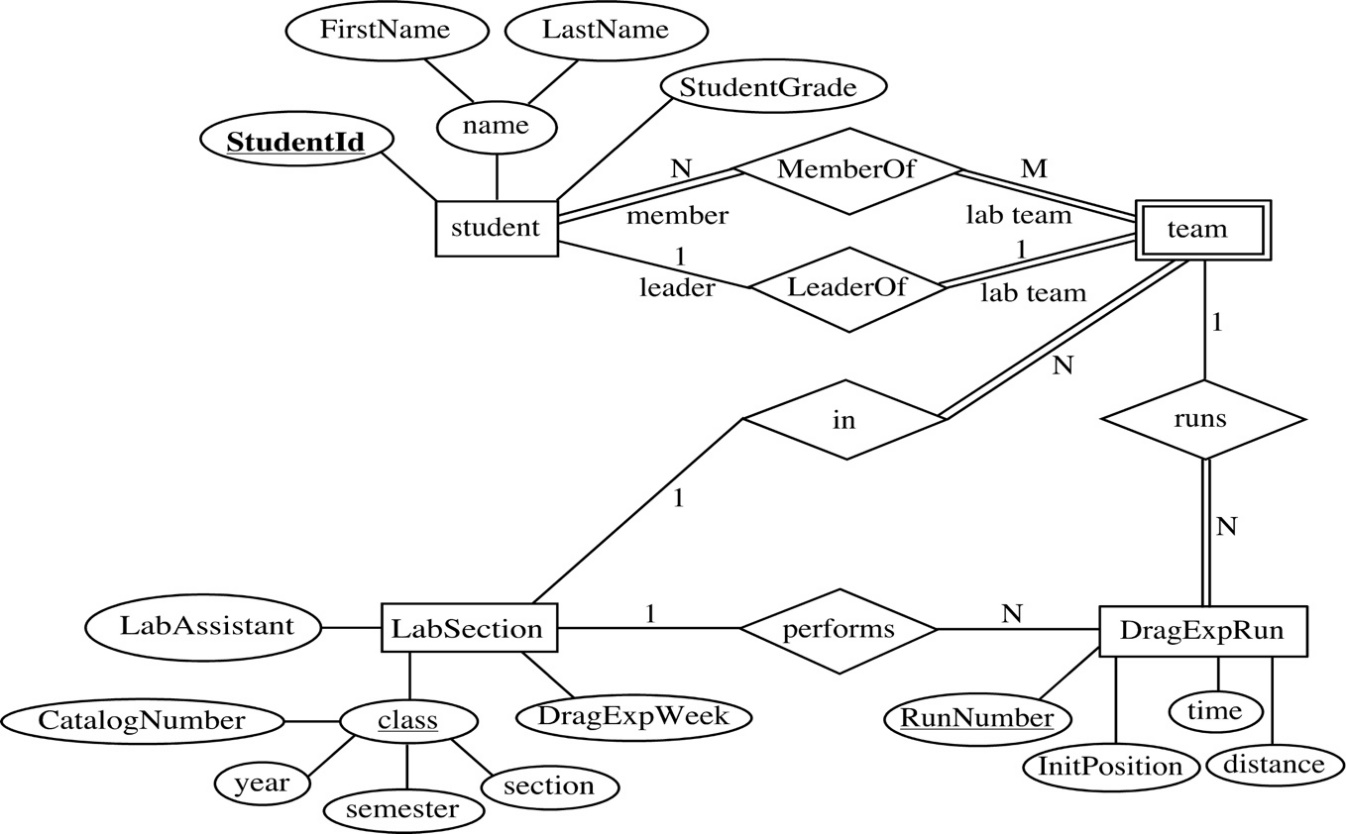 FirstName
LastName
StudentGrade
name
StudentId
N
MemberOf
M
member
lab team
student
team
1
1
leader
LeaderOf
lab team
1
N
in
runs
1
N
LabAssistant
LabSection
1
performs
N
DragExpRun
CatalogNumber
class
DragExpWeek
RunNumber
time
InitPosition
distance
year
semester
section